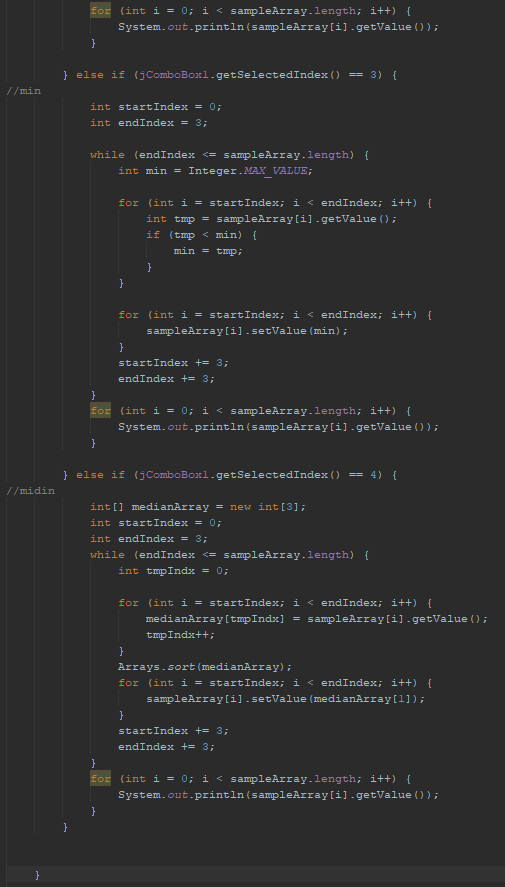 for (int i = 0; i < sampleArray.length; i++) {
System.out.println(sampleArray[i].getValue());
}
} else if (jComboBox1.getSelectedIndex() == 3) {
//min
int startIndex = 0;
int endIndex = 3;
while (endIndex <= sampleArray.length) {
int min = Integer.MAX_VALUE;
for (int i = startIndex; i < endIndex; i++) {
int tmp = sampleArray[i].getValue();
if (tmp < min) {
min = tmp;
}
}
for (int i = startIndex; i < endIndex; i++) {
sampleArray[i].setValue(min);
}
startIndex += 3;
endIndex += 3;
}
for (int i = 0; i < sampleArray.length; i++) {
System.out.println(sampleArray[i].getValue());
}
} else if (jComboBox1.getSelectedIndex() == 4) {
//midin
int[] medianArray = new int[3];
int startIndex = 0;
int endIndex = 3;
while (endIndex <= sampleArray.length) {
int tmpIndx = 0;
for (int i = startIndex; i < endIndex; i++) {
medianArray[tmpIndx] = sampleArray[i].getValue();
tmpIndx++;
}
Arrays.sort(medianArray);
for (int i = startIndex; i < endIndex; i++) {
sampleArray[i].setValue(medianArray[1]);
}
startIndex += 3;
endIndex += 3;
}
for (int i = 0; i < sampleArray.length; i++) {
System.out.println(sampleArray[i].getValue());
}
}
}